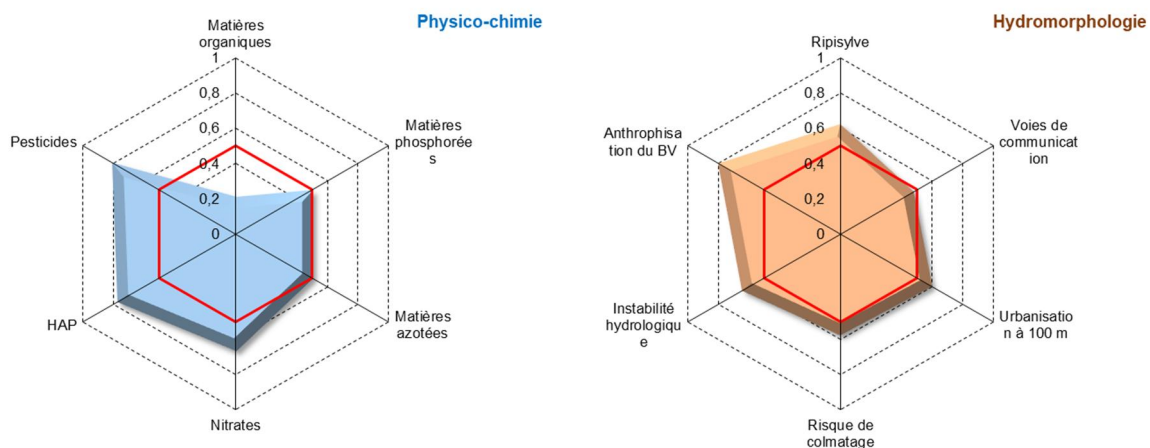 Physico-chimie
Matières
organiques
1
0,8
0,6
0,4
0,2
0
Matières
phosphorée
s
Matières
azotées
Nitrates
HAP
Pesticides
Hydromorphologie
Ripisylve
1
0,8
0,6
0,4
0,2
0
Voies de
communicat
ion
Urbanisatio
n à 100 m
Risque de
colmatage
Instabilité
hydrologiqu
e
Anthrophisa
tion du BV